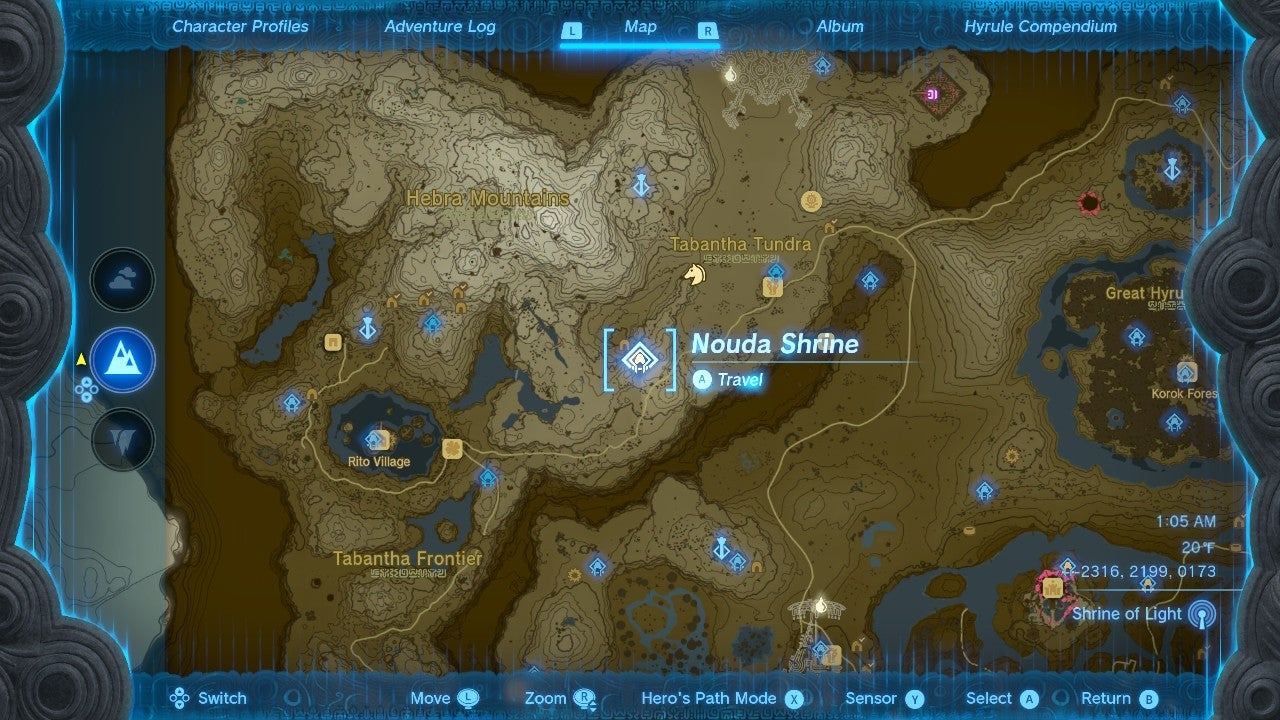 Character Profiles
Adventure Log
L
Map
R
Album
Hyrule Compendium
Hebra Mountains
Tabantha Tundra
Great Hyru
Nouda Shrine
A Travel
Korok Fores
Rito Village
1:05 AM
20°F
Tabantha Frontier
-2316, 2199, 0173
Shrine of Light
Switch
Move L
Zoom R
Hero's Path Mode X
Sensor Y
Select A
Return B